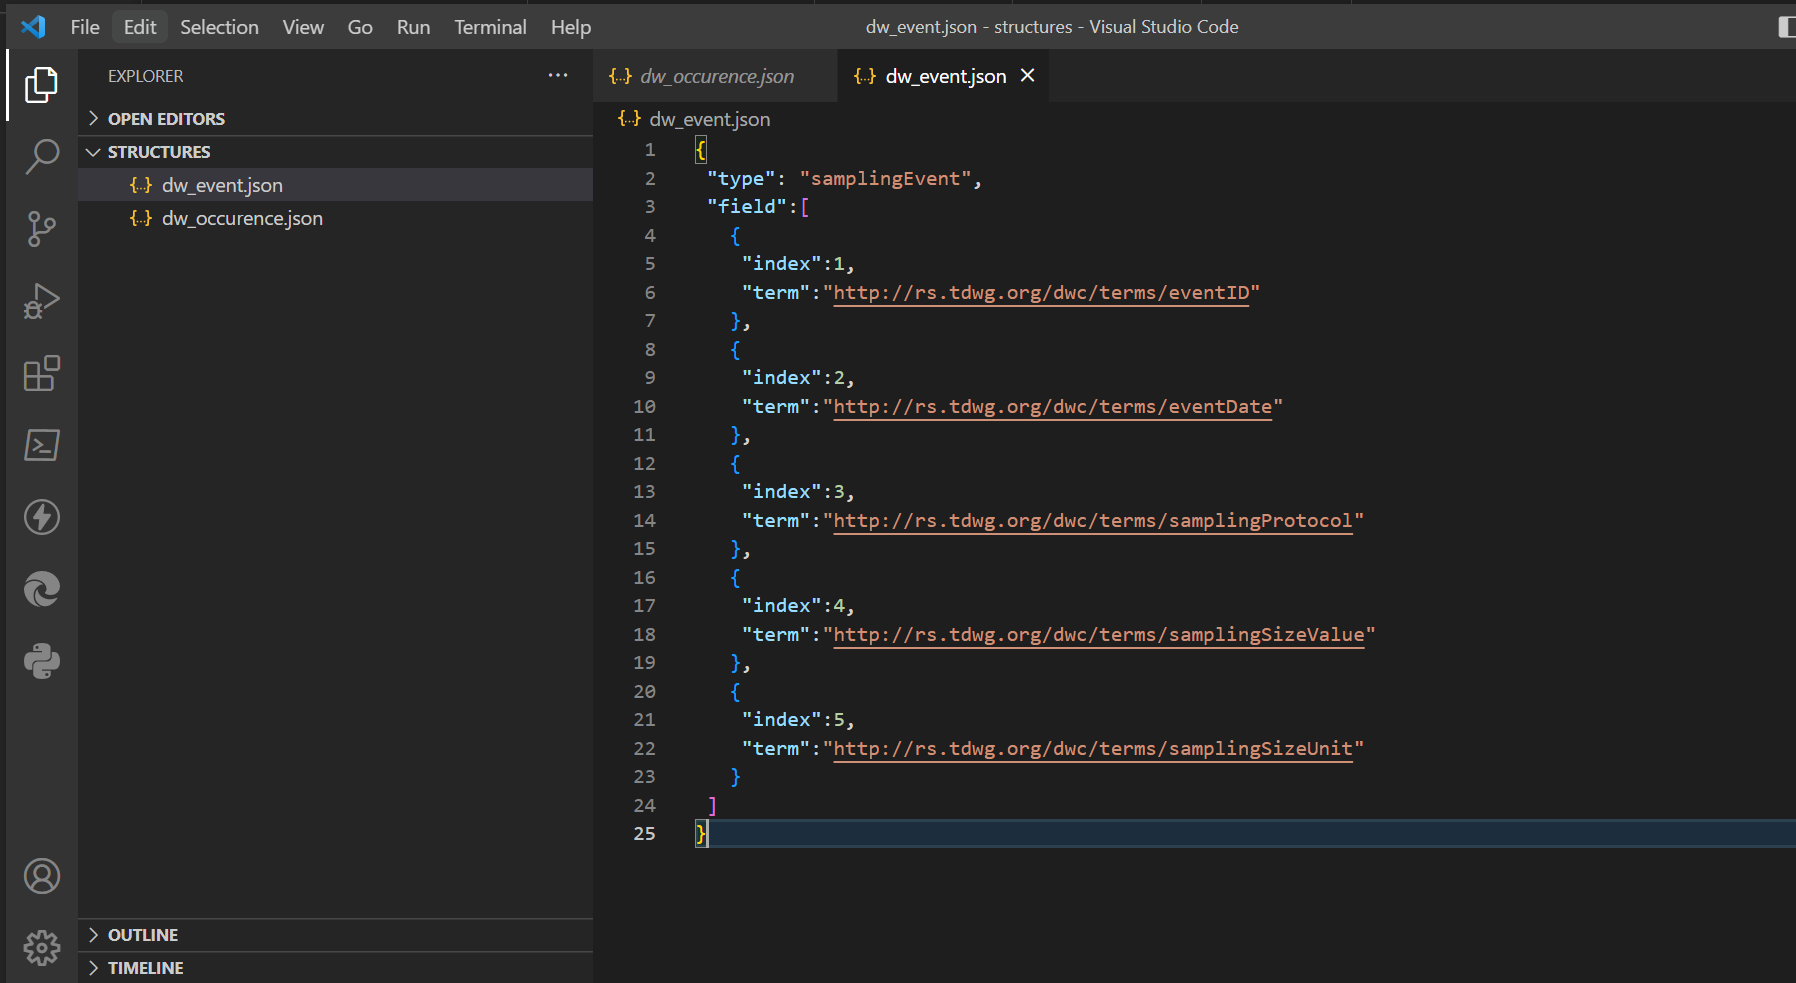 File Edit Selection View Go Run Terminal Help
dw_event.json - structures - Visual Studio Code
EXPLORER
OPEN EDITORS
STRUCTURES
{..} dw_event.json
{..} dw_occurence.json
OUTLINE
TIMELINE
{..} dw_occurence.json
{..} dw_event.json
{..} dw_event.json
1 {
2 "type": "samplingEvent",
3 "field":[
4 {
5 "index":1,
6 "term":"http://rs.tdwg.org/dwc/terms/eventID"
7 },
8 {
9 "index":2,
10 "term":"http://rs.tdwg.org/dwc/terms/eventDate"
11 },
12 {
13 "index":3,
14 "term":"http://rs.tdwg.org/dwc/terms/samplingProtocol"
15 },
16 {
17 "index":4,
18 "term":"http://rs.tdwg.org/dwc/terms/samplingSizeValue"
19 },
20 {
21 "index":5,
22 "term":"http://rs.tdwg.org/dwc/terms/samplingSizeUnit"
23 }
24 ]
25 }